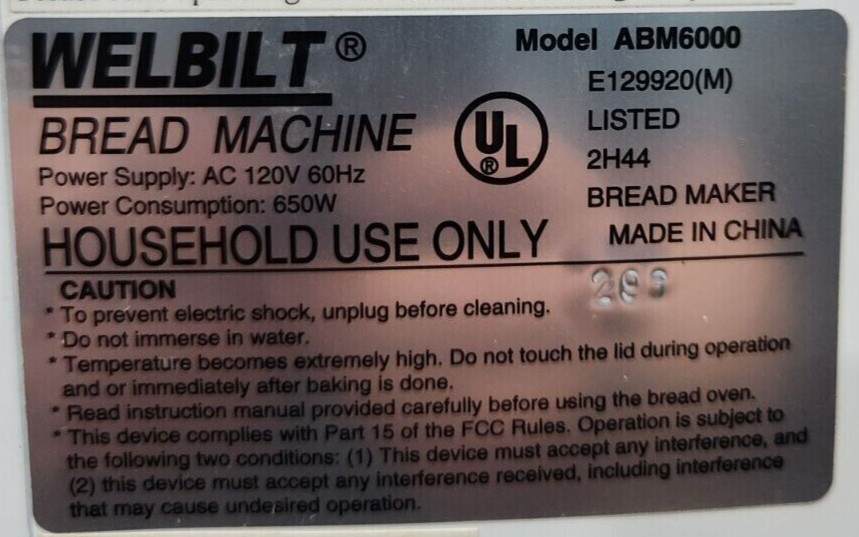 WELBILT®
Model ABM6000
E129920(M)
UL®
LISTED
BREAD MACHINE
2H44
Power Supply: AC 120V 60Hz
Power Consumption: 650W
BREAD MAKER
HOUSEHOLD USE ONLY
MADE IN CHINA
CAUTION
* To prevent electric shock, unplug before cleaning.
* Do not immerse in water.
* Temperature becomes extremely high. Do not touch the lid during operation
and or immediately after baking is done.
* Read instruction manual provided carefully before using the bread oven.
* This device complies with Part 15 of the FCC Rules. Operation is subject to
the following two conditions: (1) This device must accept any interference, and
(2) this device must accept any interference received, including interference
that may cause undesired operation.